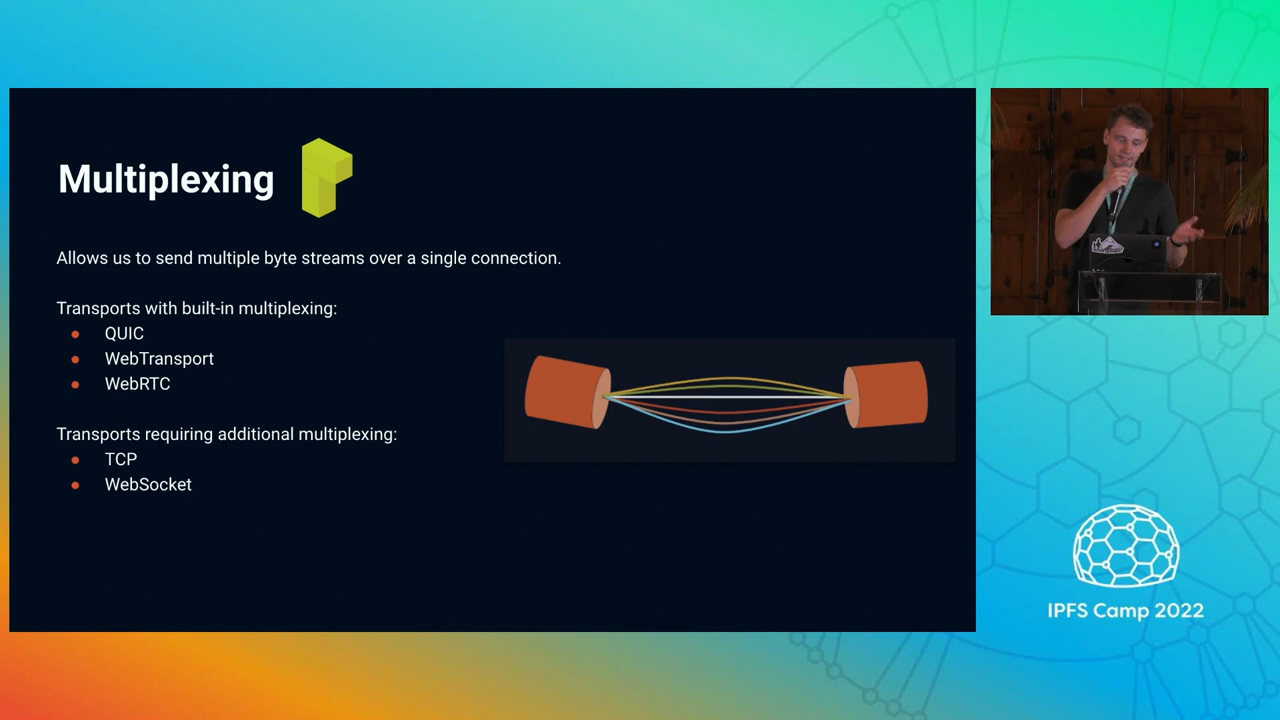 Multiplexing
Allows us to send multiple byte streams over a single connection.
Transports with built-in multiplexing:
● QUIC
● WebTransport
● WebRTC
Transports requiring additional multiplexing:
● TCP
● WebSocket
IPFS Camp 2022